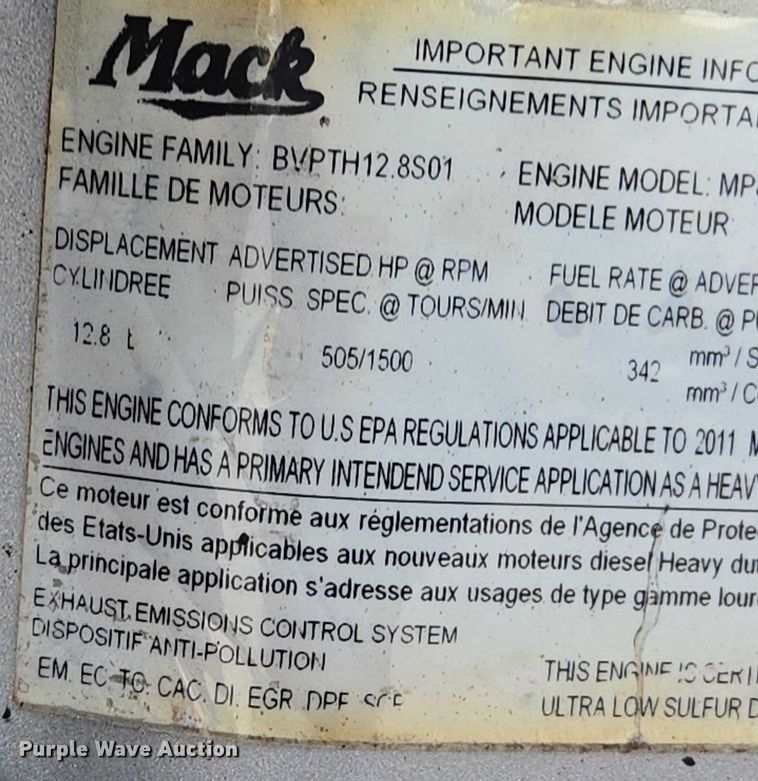 Mack
IMPORTANT ENGINE INFO
RENSEIGNEMENTS IMPORTA
ENGINE FAMILY: BVPTH12.8S01
ENGINE MODEL: MP
FAMILLE DE MOTEURS:
MODELE MOTEUR
DISPLACEMENT ADVERTISED HP @ RPM
FUEL RATE @ ADVER
CYLINDREE PUISS SPEC. @ TOURS/MIN.
DEBIT DE CARB. @ P
12.8 L
505/1500
342
mm³ / S
mm³ / C
THIS ENGINE CONFORMS TO U.S EPA REGULATIONS APPLICABLE TO 2011 M
ENGINES AND HAS A PRIMARY INTENDEND SERVICE APPLICATION AS A HEAVY
Ce moteur est conforme aux réglementations de l'Agence de Prote
des Etats-Unis applicables aux nouveaux moteurs diesel Heavy du
La principale application s'adresse aux usages de type gamme lour
EXHAUST EMISSIONS CONTROL SYSTEM
DISPOSITIF ANTI-POLLUTION
EM. EC. TC. CAC. DI. EGR DPF
THIS ENGINE IS CERTI
ULTRA LOW SULFUR D
Purple Wave Auction